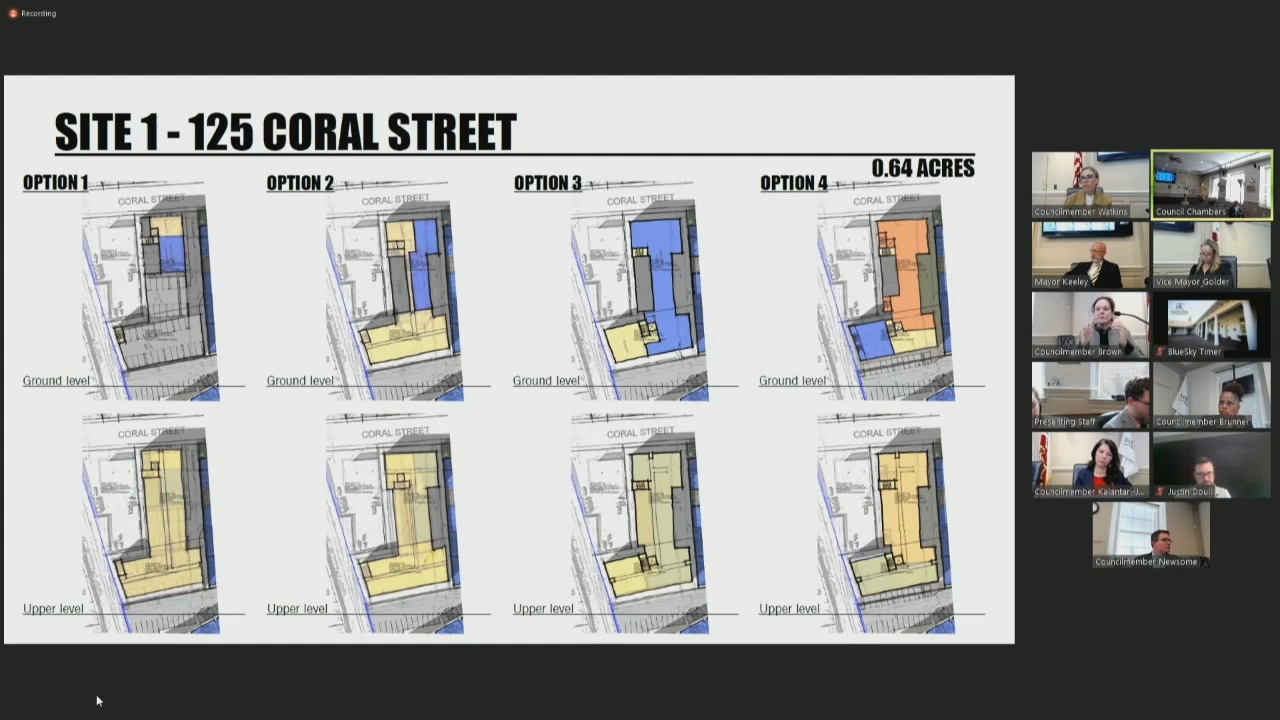 Recording
SITE 1 - 125 CORAL STREET
0.64 ACRES
OPTION 1
OPTION 2
OPTION 3
OPTION 4
CORAL STREET
CORAL STREET
CORAL STREET
CORAL STREET
Ground level
Ground level
Ground level
Ground level
CORAL STREET
CORAL STREET
CORAL STREET
CORAL STREET
Upper level
Upper level
Upper level
Upper level
Councilmember Watkins
Council Chambers
Mayor Keeley
Vice Mayor Golder
Councilmember Brown
BlueSky Timer
Presenting Staff
Councilmember Brunner
Councilmember Kalantari-J...
Justin Doull
Councilmember Newsome